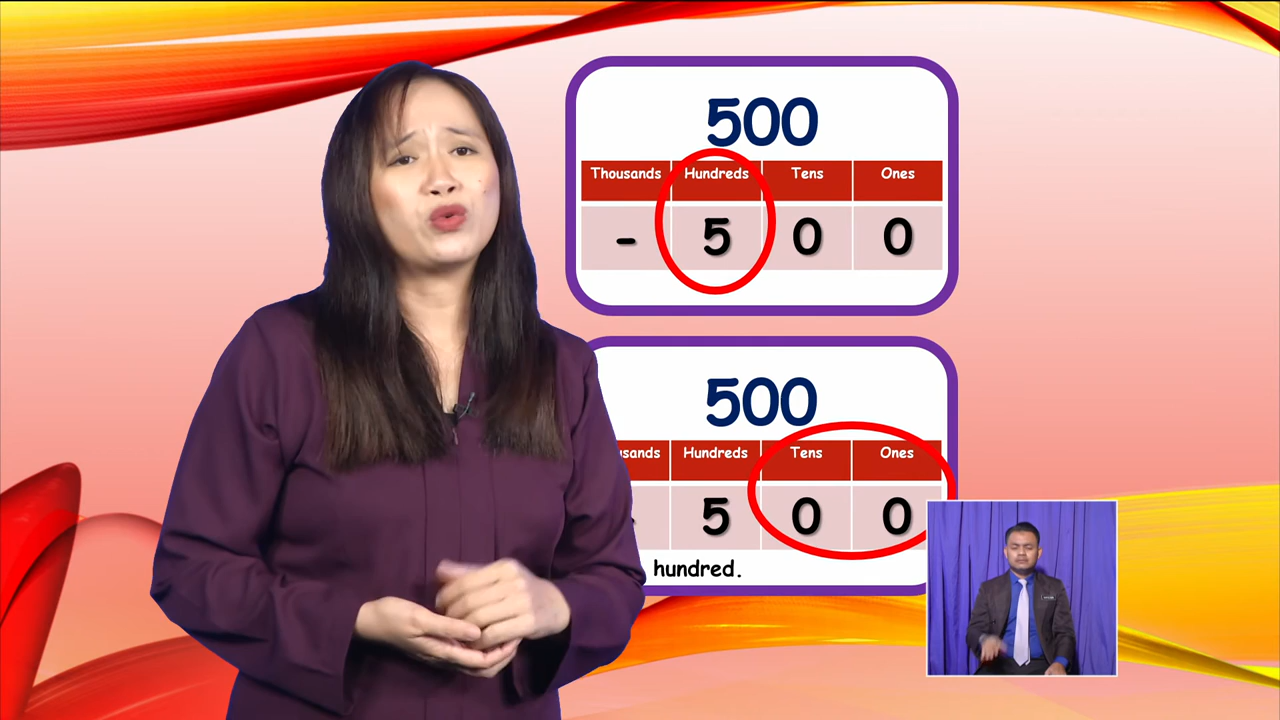 500
Thousands Hundreds Tens Ones
- 5 0 0
500
usands Hundreds Tens Ones
- 5 0 0
hundred.